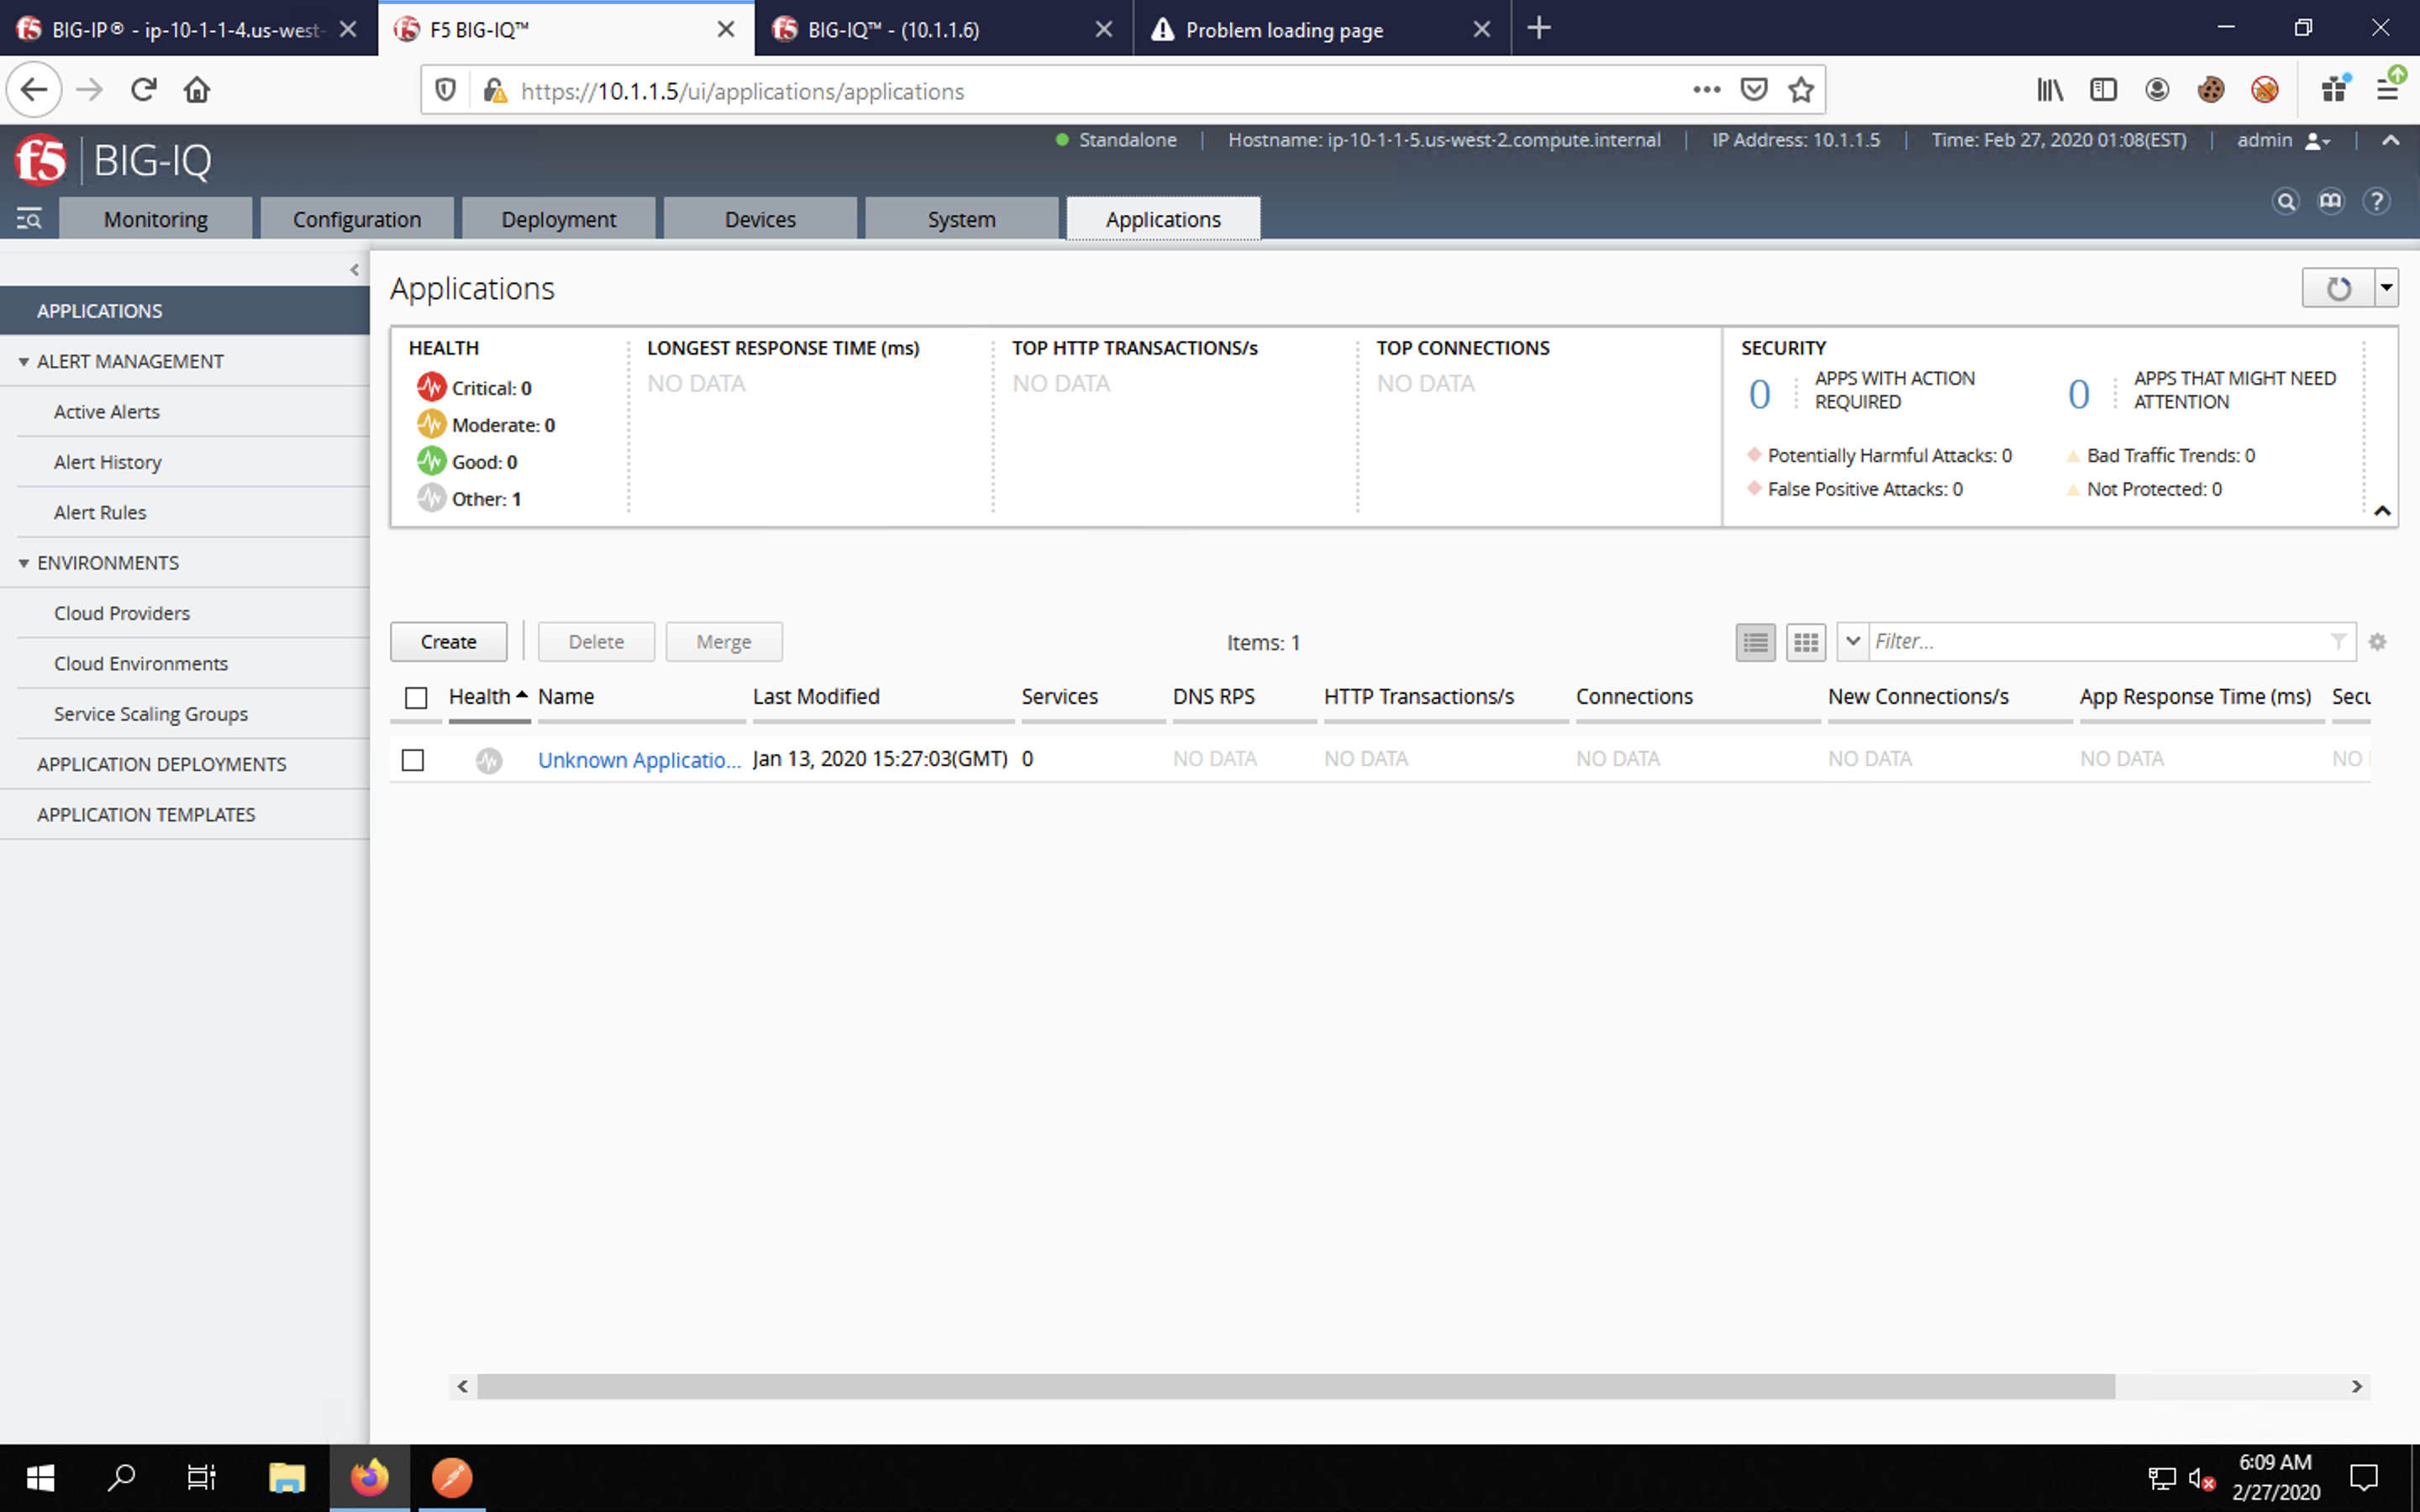 BIG-IP® - ip-10-1-1-4.us-west-
F5 BIG-IQ™
BIG-IQ™ - (10.1.1.6)
Problem loading page
https://10.1.1.5/ui/applications/applications
Standalone
Hostname: ip-10-1-1-5.us-west-2.compute.internal
IP Address: 10.1.1.5
Time: Feb 27, 2020 01:08(EST)
admin
f5
BIG-IQ
Monitoring
Configuration
Deployment
Devices
System
Applications
APPLICATIONS
ALERT MANAGEMENT
Active Alerts
Alert History
Alert Rules
ENVIRONMENTS
Cloud Providers
Cloud Environments
Service Scaling Groups
APPLICATION DEPLOYMENTS
APPLICATION TEMPLATES
Applications
HEALTH
Critical: 0
Moderate: 0
Good: 0
Other: 1
LONGEST RESPONSE TIME (ms)
NO DATA
TOP HTTP TRANSACTIONS/s
NO DATA
TOP CONNECTIONS
NO DATA
SECURITY
0
APPS WITH ACTION
REQUIRED
0
APPS THAT MIGHT NEED
ATTENTION
Potentially Harmful Attacks: 0
Bad Traffic Trends: 0
False Positive Attacks: 0
Not Protected: 0
Create
Delete
Merge
Items: 1
Filter...
Health Name Last Modified Services DNS RPS HTTP Transactions/s Connections New Connections/s App Response Time (ms) Secu
Unknown Applicatio... Jan 13, 2020 15:27:03(GMT) 0 NO DATA NO DATA NO DATA NO DATA NO DATA NO
6:09 AM
2/27/2020